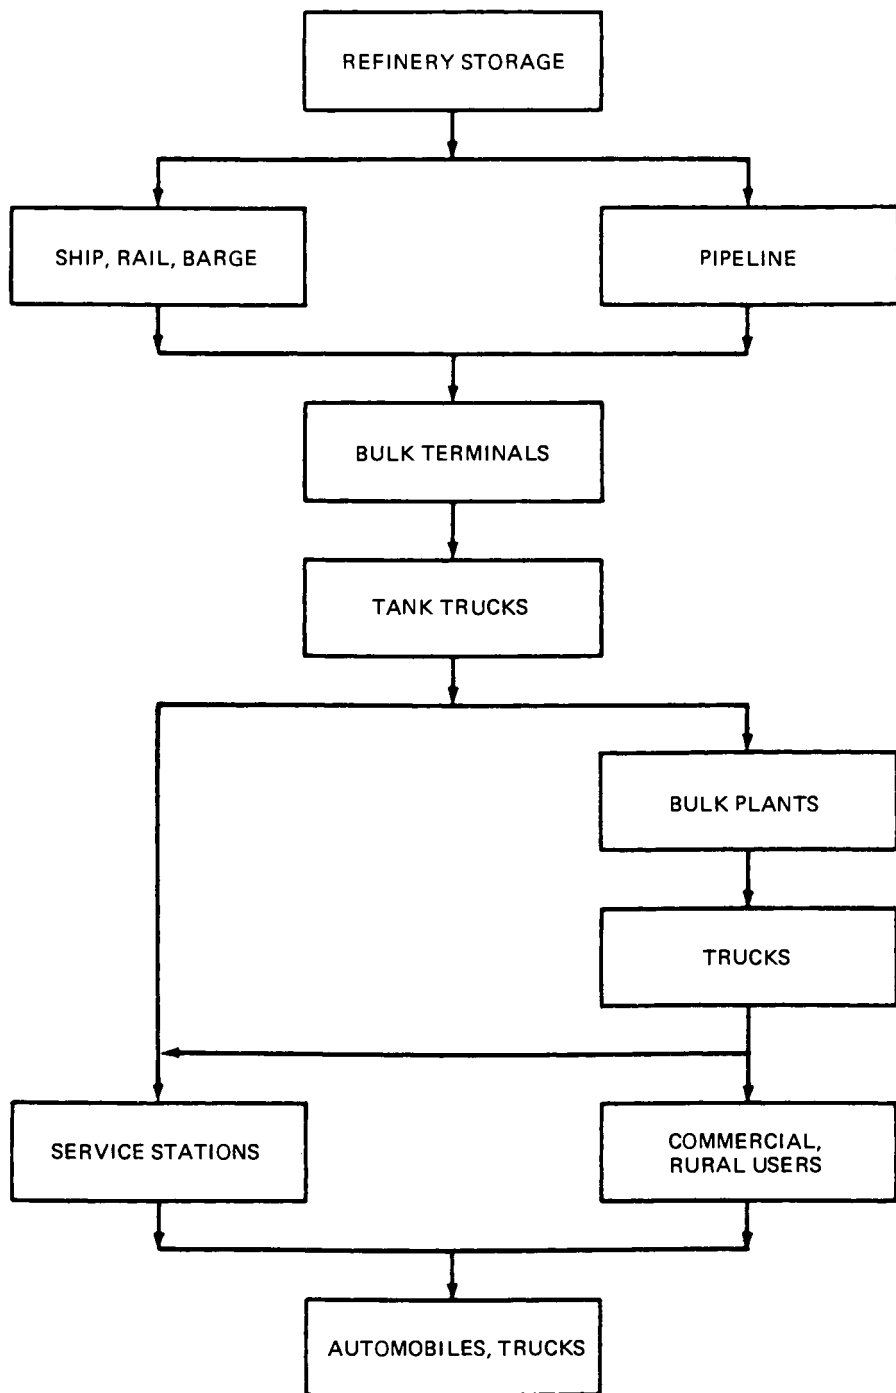 REFINERY STORAGE
SHIP, RAIL, BARGE
PIPELINE
BULK TERMINALS
TANK TRUCKS
BULK PLANTS
TRUCKS
SERVICE STATIONS
COMMERCIAL,
RURAL USERS
AUTOMOBILES, TRUCKS